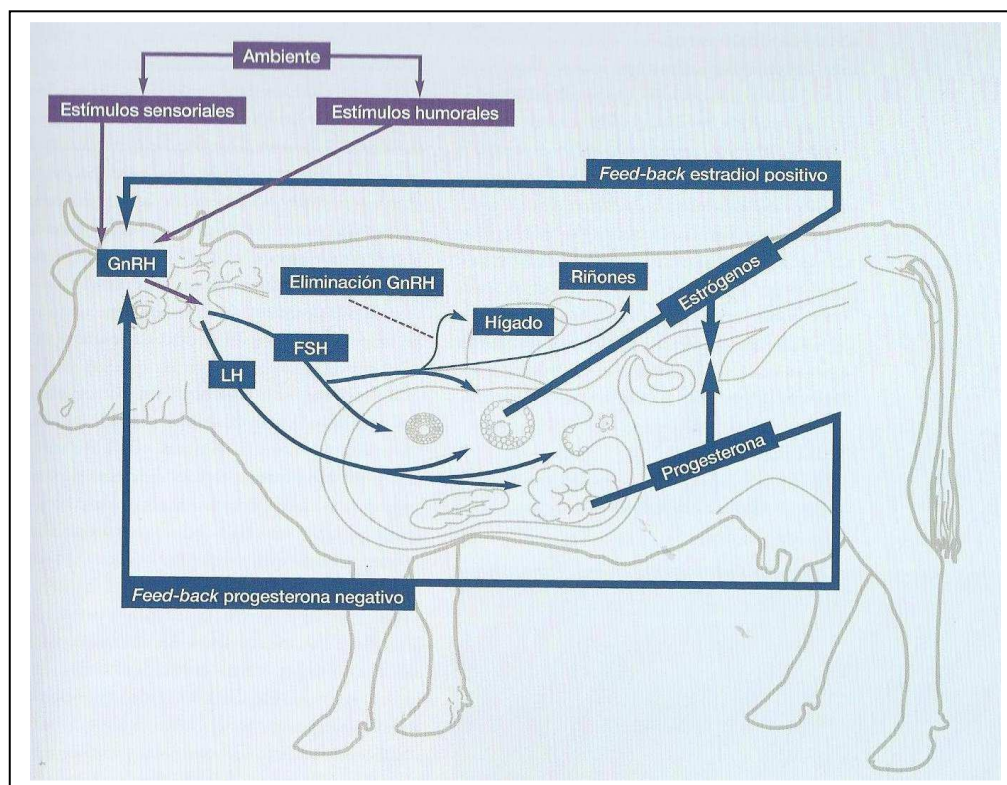 Ambiente
Estímulos sensoriales
Estímulos humorales
Feed-back estradiol positivo
GnRH
Eliminación GnRH
Riñones
Estrógenos
Hígado
FSH
LH
Progesterona
Feed-back progesterona negativo